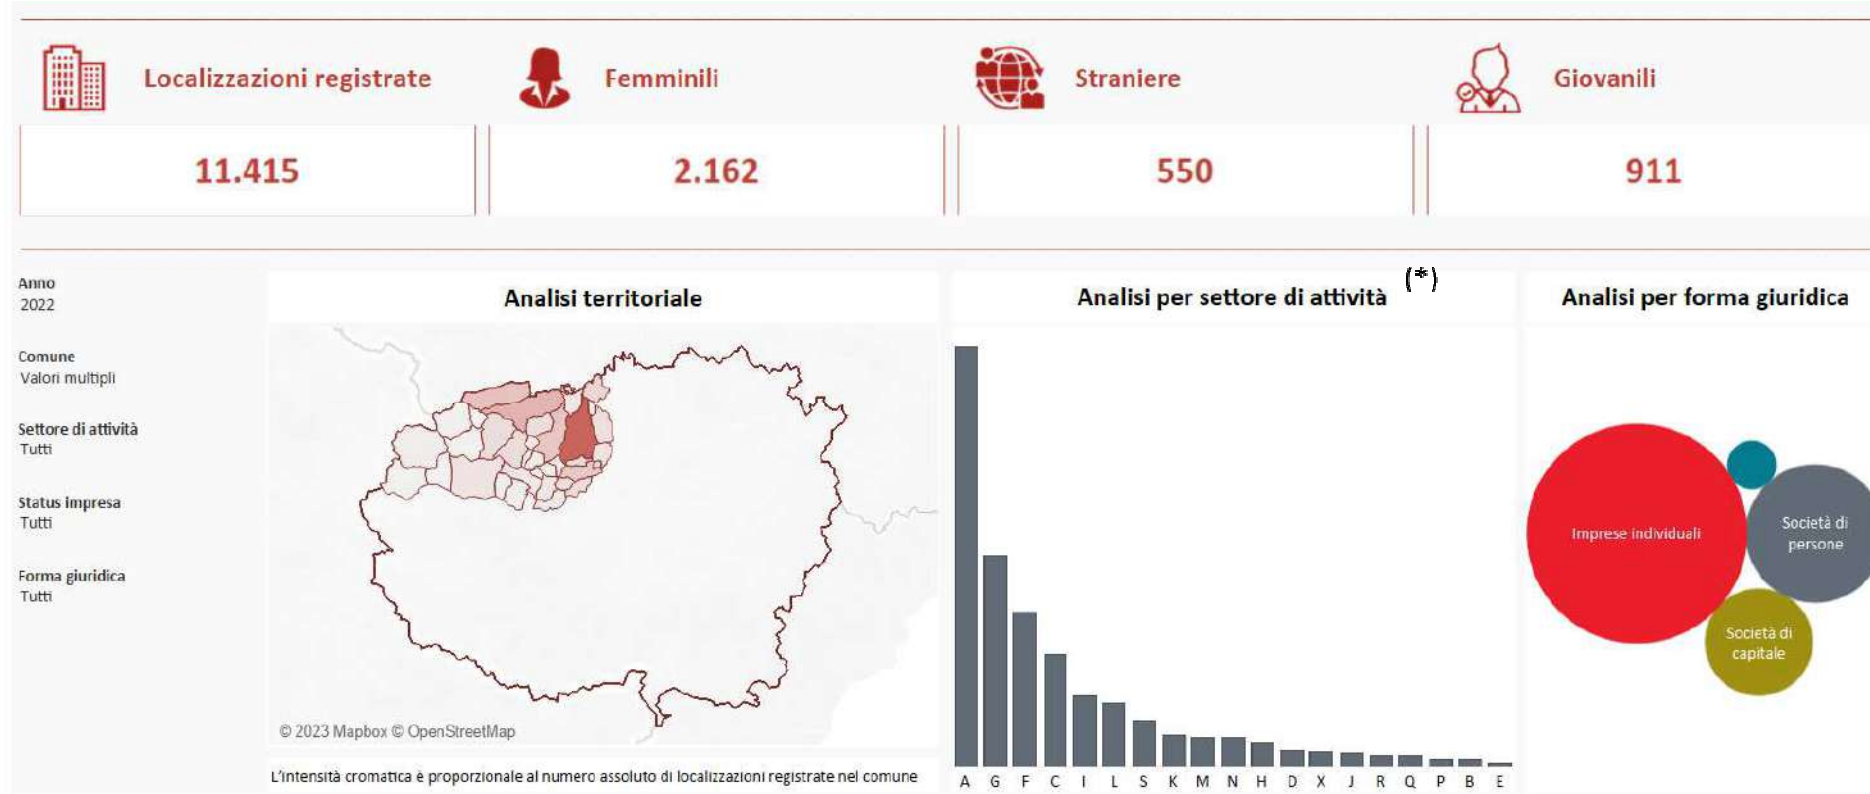 Localizzazioni registrate
Femminili
Straniere
Giovanili
11.415
2.162
550
911
Anno
2022
Comune
Valori multipli
Settore di attività
Tutti
Status impresa
Tutti
Forma giuridica
Tutti
Analisi territoriale
© 2023 Mapbox © OpenStreetMap
L'intensità cromatica è proporzionale al numero assoluto di localizzazioni registrate nel comune
Analisi per settore di attività (*)
A G F C I L S K M N H D X J R Q P B E
Analisi per forma giuridica
Imprese individuali
Società di
persone
Società di
capitale